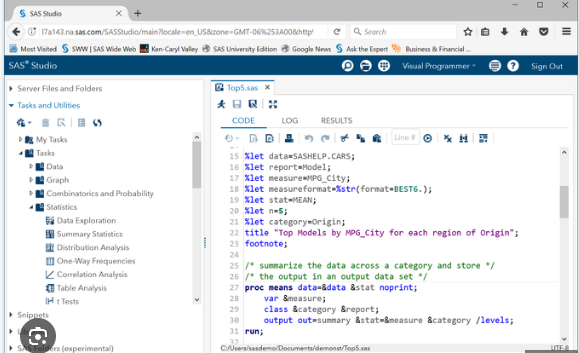 SAS Studio
l7a143.na.sas.com/SASStudio/main?locale=en_US&zone=GMT-06%253A00&http
Search
Most Visited
SWW | SAS Wide Web
Ken-Caryl Valley
SAS University Edition
Google News
Ask the Expert
Business & Financial ...
SAS® Studio
Visual Programmer
Sign Out
Server Files and Folders
Tasks and Utilities
My Tasks
Tasks
Data
Graph
Combinatorics and Probability
Statistics
Data Exploration
Summary Statistics
Distribution Analysis
One-Way Frequencies
Correlation Analysis
Table Analysis
t Tests
Snippets
Folders (experimental)
Top5.sas
CODE LOG RESULTS
Line #
15 %let data=SASHELP.CARS;
16 %let report=Model;
17 %let measure=MPG_City;
18 %let measureformat=%str(format=BEST6.);
19 %let stat=MEAN;
20 %let n=5;
21 %let category=Origin;
22 title "Top Models by MPG_City for each region of Origin";
23 footnote;
24
25 /* summarize the data across a category and store */
26 /* the output in an output data set */
27 proc means data=&data &stat noprint;
28 var &measure;
29 class &category &report;
30 output out=summary &stat=&measure &category /levels;
31 run;
C:/Users/sasdemo/Documents/demonst/Top5.sas
UTF-8